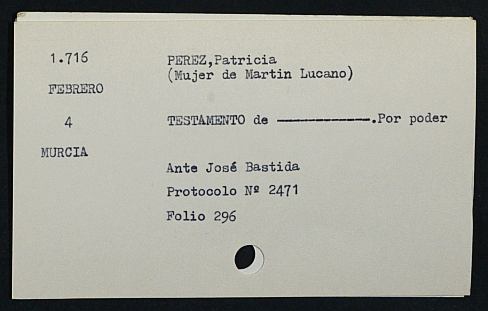 1.716
PEREZ,Patricia
(Mujer de Martin Lucano)
FEBRERO
4
TESTAMENTO de ————————.Por poder
MURCIA
Ante José Bastida
Protocolo Nº 2471
Folio 296